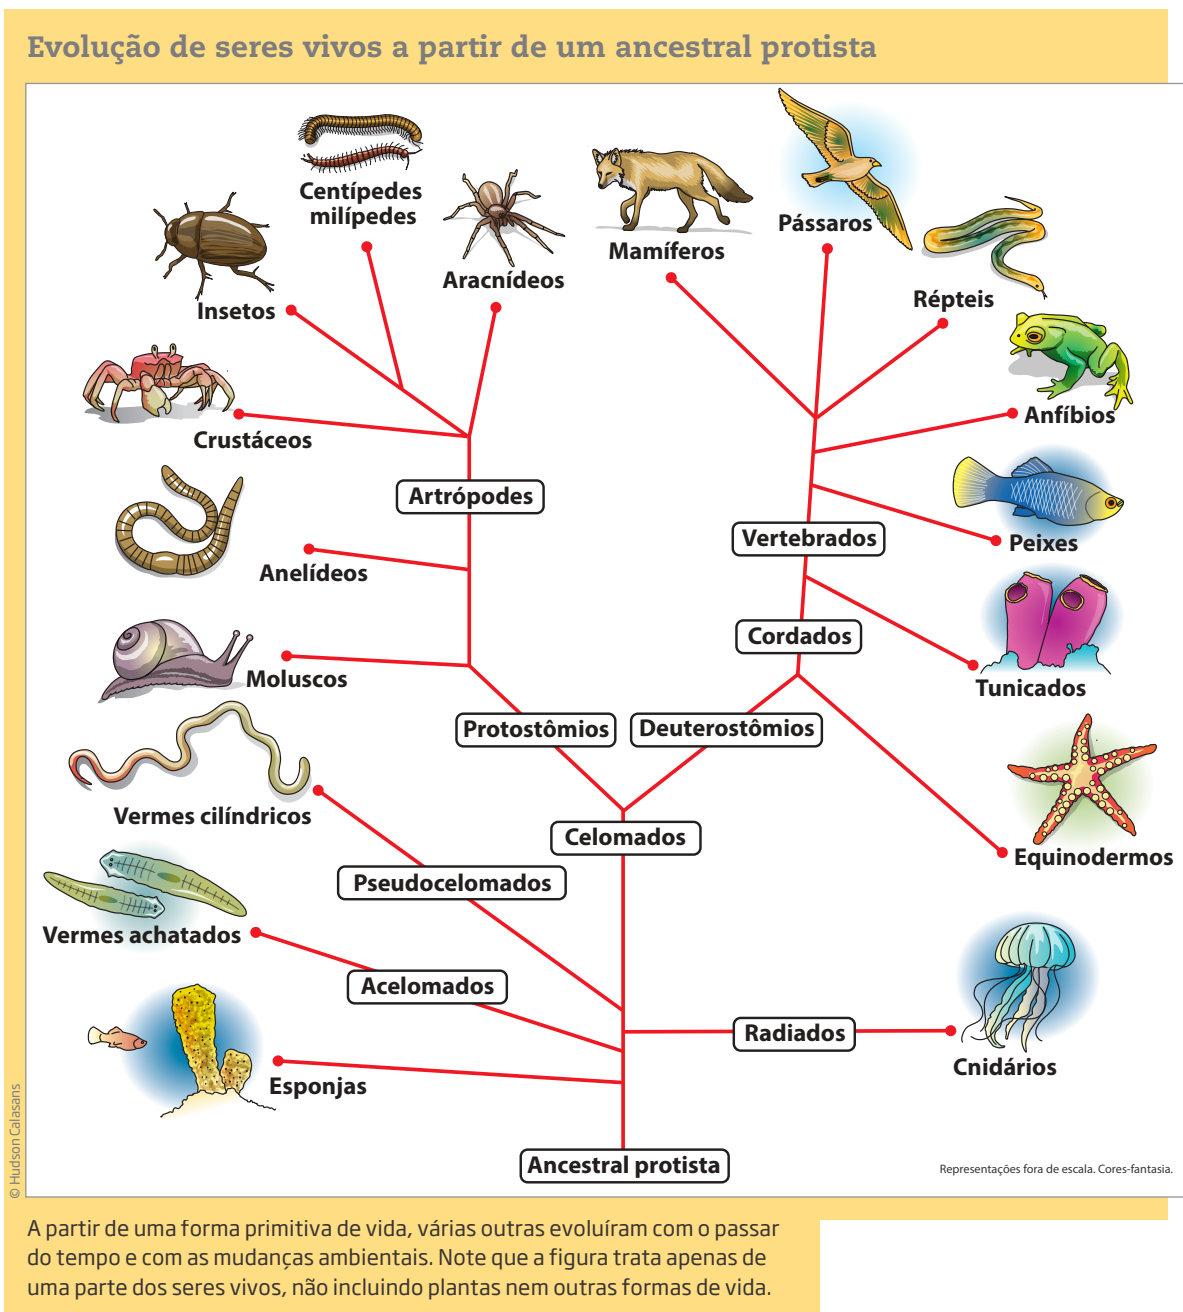 Evolução de seres vivos a partir de um ancestral protista
Centípedes
milípedes
Pássaros
Mamíferos
Aracnídeos
Répteis
Insetos
Anfíbios
Crustáceos
Artrópodes
Vertebrados
Peixes
Anelídeos
Cordados
Moluscos
Tunicados
Protostômios
Deuterostômios
Vermes cilíndricos
Celomados
Equinodermos
Pseudocelomados
Vermes achatados
Acelomados
Radiados
Cnidários
Esponjas
Ancestral protista
Representações fora de escala. Cores-fantasia.
© Hudson Calasans
A partir de uma forma primitiva de vida, várias outras evoluíram com o passar
do tempo e com as mudanças ambientais. Note que a figura trata apenas de
uma parte dos seres vivos, não incluindo plantas nem outras formas de vida.